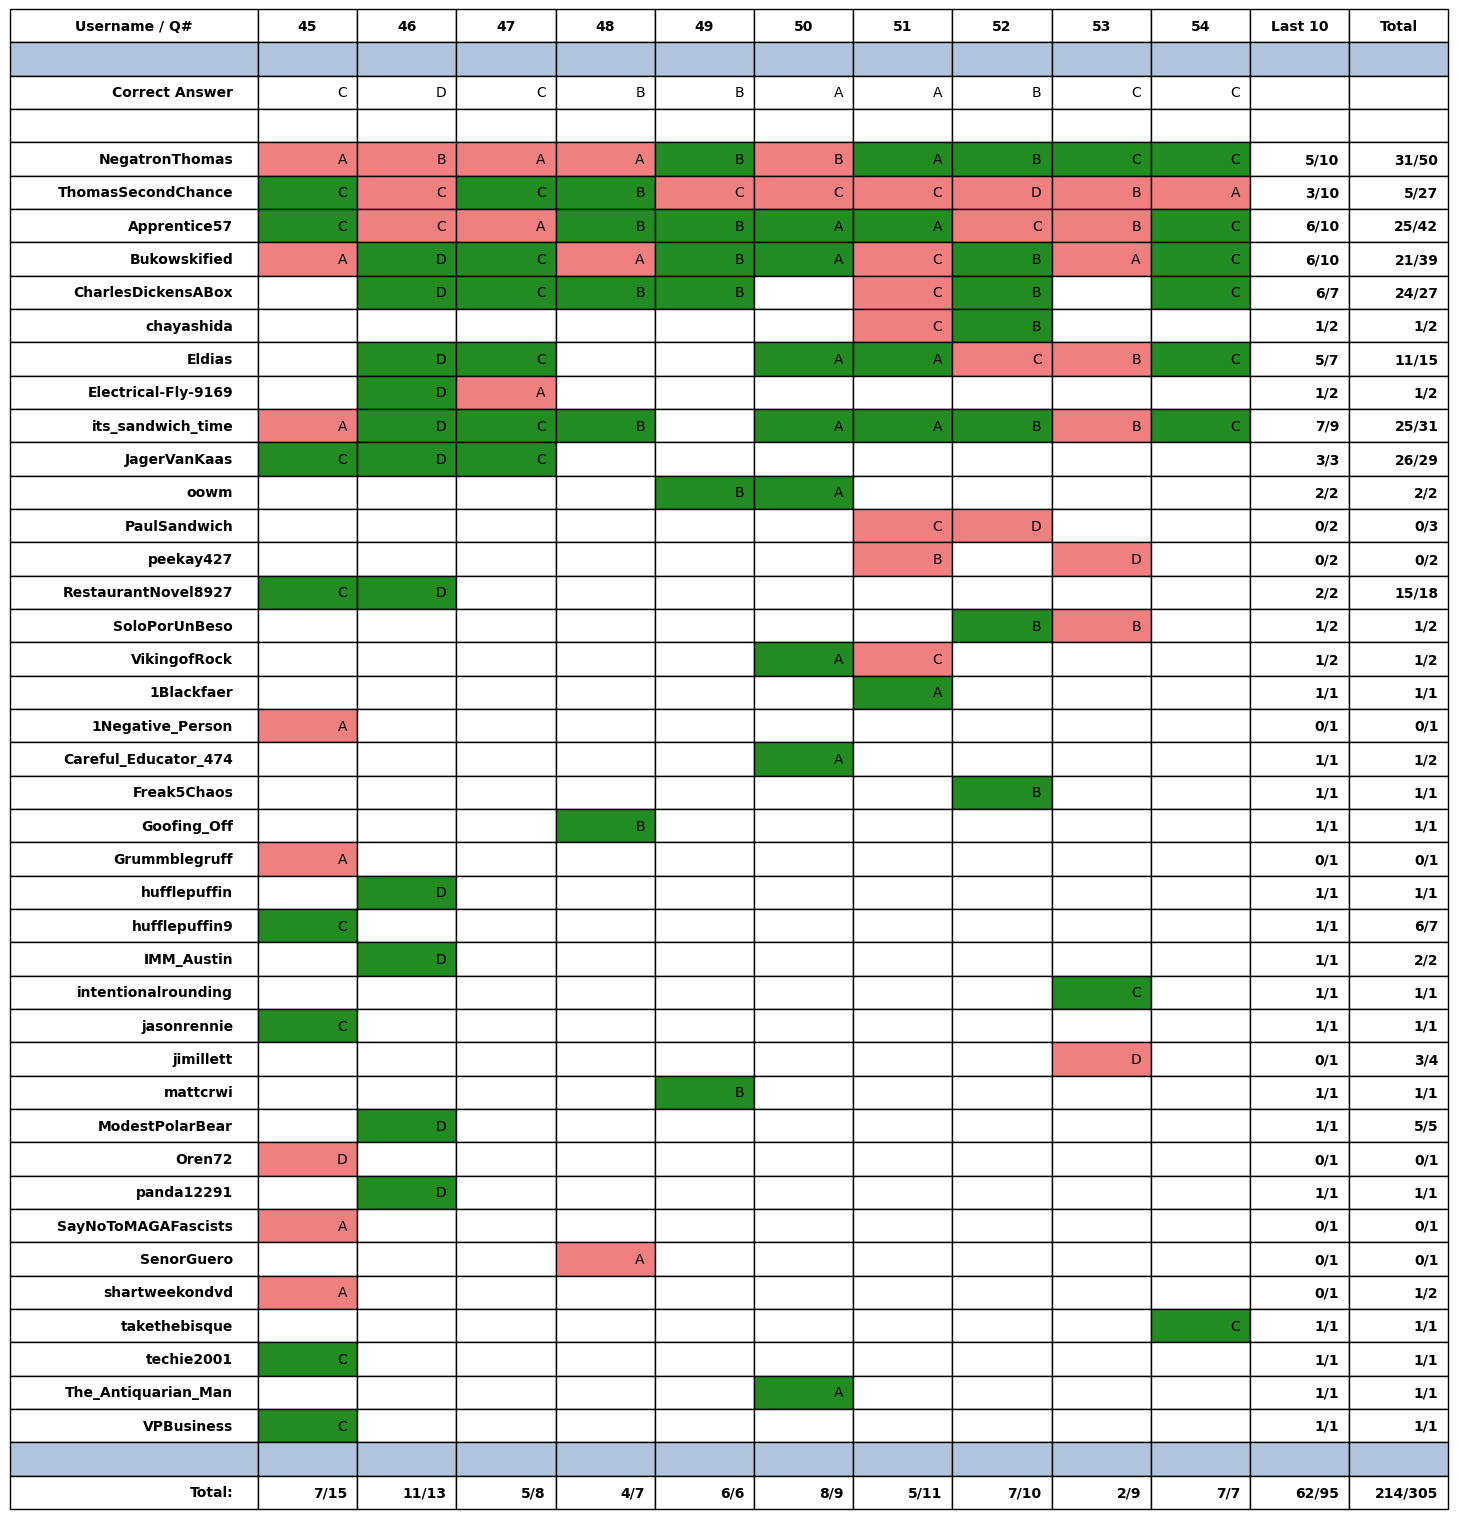 Username / Q# 45 46 47 48 49 50 51 52 53 54 Last 10 Total
Correct Answer C D C B B A A B C C
NegatronThomas A B A A B B A B C C 5/10 31/50
ThomasSecondChance C C C B C C C D B A 3/10 5/27
Apprentice57 C C A B B A A C B C 6/10 25/42
Bukowskified A D C A B A C B A C 6/10 21/39
CharlesDickensABox D C B B C B C 6/7 24/27
chayashida C B 1/2 1/2
Eldias D C A A C B C 5/7 11/15
Electrical-Fly-9169 D A 1/2 1/2
its_sandwich_time A D C B A A B B C 7/9 25/31
JagerVanKaas C D C 3/3 26/29
oowm B A 2/2 2/2
PaulSandwich C D 0/2 0/3
peekay427 B D 0/2 0/2
RestaurantNovel8927 C D 2/2 15/18
SoloPorUnBeso B B 1/2 1/2
VikingofRock A C 1/2 1/2
1Blackfaer A 1/1 1/1
1Negative_Person A 0/1 0/1
Careful_Educator_474 A 1/1 1/2
Freak5Chaos B 1/1 1/1
Goofing_Off B 1/1 1/1
Grummblegruff A 0/1 0/1
hufflepuffin D 1/1 1/1
hufflepuffin9 C 1/1 6/7
IMM_Austin D 1/1 2/2
intentionalrounding C 1/1 1/1
jasonrennie C 1/1 1/1
jimillett D 0/1 3/4
mattcrwi B 1/1 1/1
ModestPolarBear D 1/1 5/5
Oren72 D 0/1 0/1
panda12291 D 1/1 1/1
SayNoToMAGAFascists A 0/1 0/1
SenorGuero A 0/1 0/1
shartweekondvd A 0/1 1/2
takethebisque C 1/1 1/1
techie2001 C 1/1 1/1
The_Antiquarian_Man A 1/1 1/1
VPBusiness C 1/1 1/1
Total: 7/15 11/13 5/8 4/7 6/6 8/9 5/11 7/10 2/9 7/7 62/95 214/305